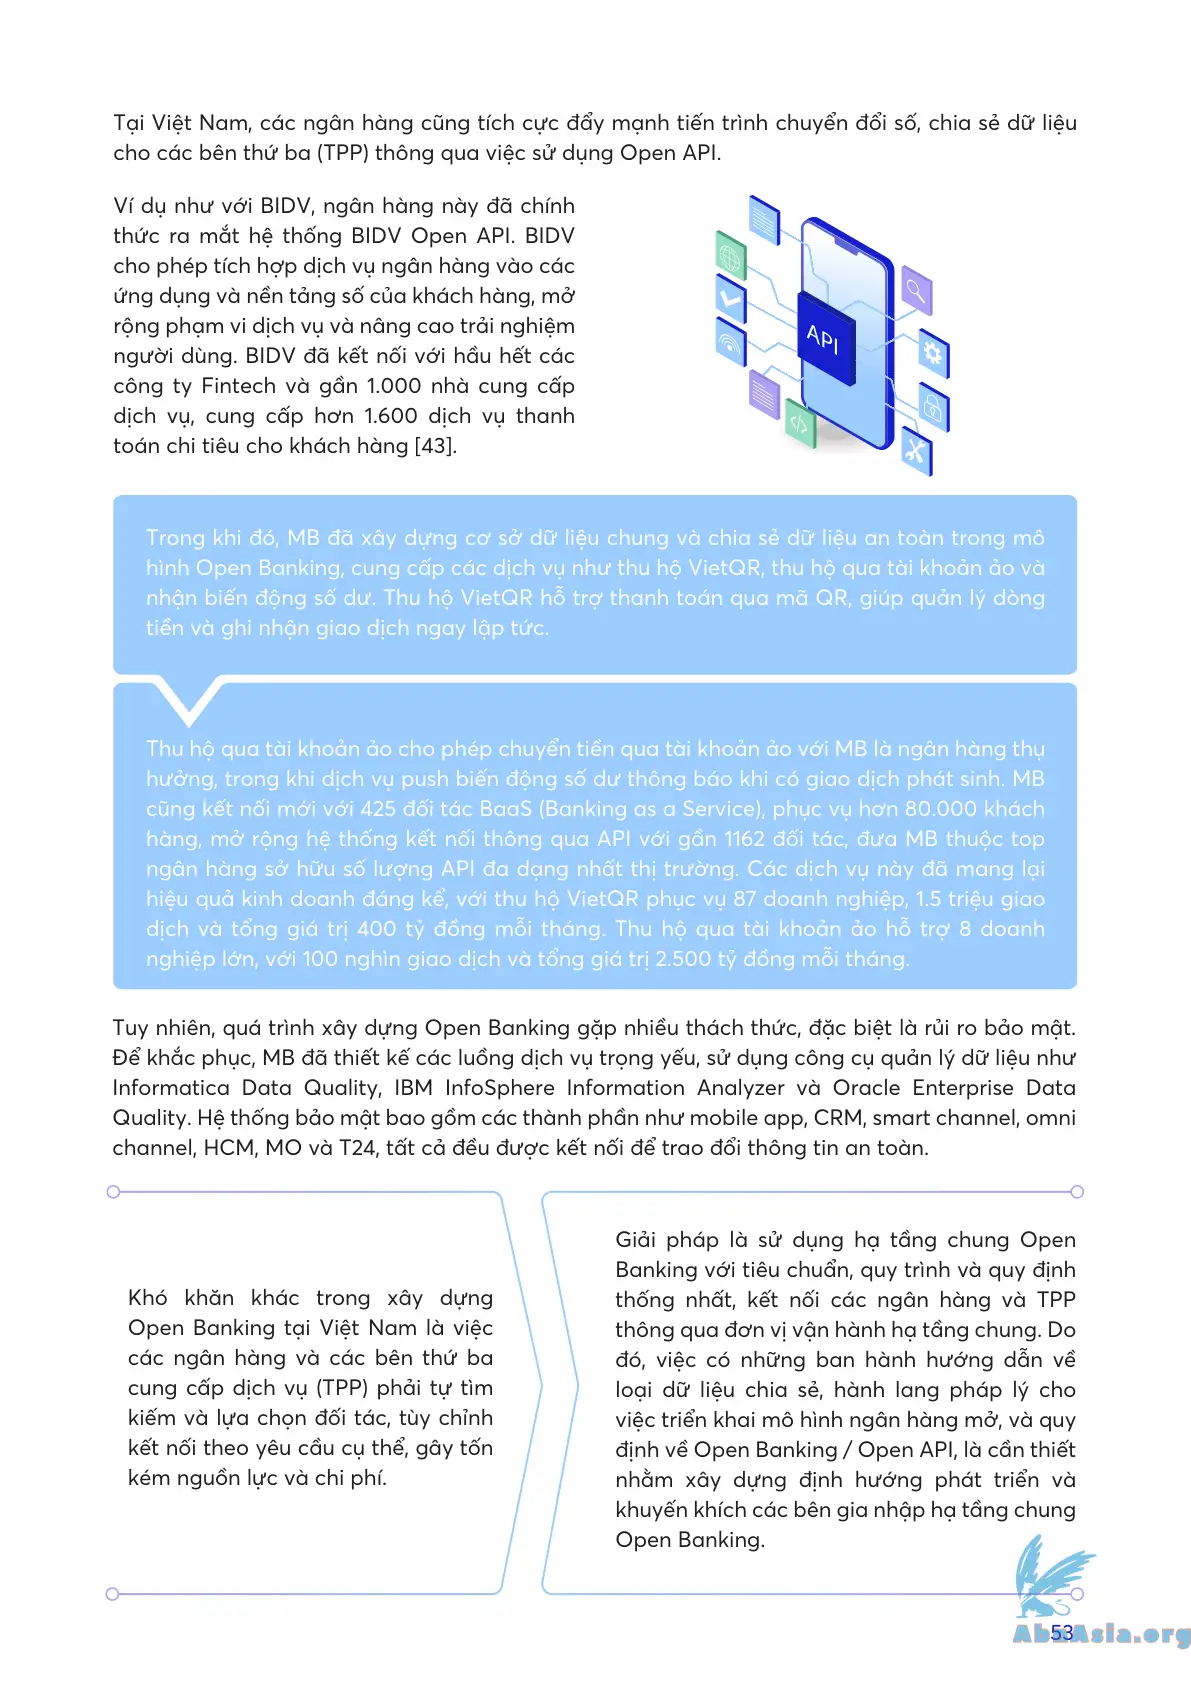 Tại Việt Nam, các ngân hàng cũng tích cực đẩy mạnh tiến trình chuyển đổi số, chia sẻ dữ liệu
cho các bên thứ ba (TPP) thông qua việc sử dụng Open API.
Ví dụ như với BIDV, ngân hàng này đã chính
thức ra mắt hệ thống BIDV Open API. BIDV
cho phép tích hợp dịch vụ ngân hàng vào các
ứng dụng và nền tảng số của khách hàng, mở
rộng phạm vi dịch vụ và nâng cao trải nghiệm
người dùng. BIDV đã kết nối với hầu hết các
công ty Fintech và gần 1.000 nhà cung cấp
dịch vụ, cung cấp hơn 1.600 dịch vụ thanh
toán chi tiêu cho khách hàng [43].
API
Trong khi đó, MB đã xây dựng cơ sở dữ liệu chung và chia sẻ dữ liệu an toàn trong mô
hình Open Banking, cung cấp các dịch vụ như thu hộ VietQR, thu hộ qua tài khoản ảo và
nhận biến động số dư. Thu hộ VietQR hỗ trợ thanh toán qua mã QR, giúp quản lý dòng
tiền và ghi nhận giao dịch ngay lập tức.
Thu hộ qua tài khoản ảo cho phép chuyển tiền qua tài khoản ảo với MB là ngân hàng thụ
hưởng, trong khi dịch vụ push biến động số dư thông báo khi có giao dịch phát sinh. MB
cũng kết nối mới với 425 đối tác BaaS (Banking as a Service), phục vụ hơn 80.000 khách
hàng, mở rộng hệ thống kết nối thông qua API với gần 1162 đối tác, đưa MB thuộc top
ngân hàng sở hữu số lượng API đa dạng nhất thị trường. Các dịch vụ này đã mang lại
hiệu quả kinh doanh đáng kể, với thu hộ VietQR phục vụ 87 doanh nghiệp, 1.5 triệu giao
dịch và tổng giá trị 400 tỷ đồng mỗi tháng. Thu hộ qua tài khoản ảo hỗ trợ 8 doanh
nghiệp lớn, với 100 nghìn giao dịch và tổng giá trị 2.500 tỷ đồng mỗi tháng.
Tuy nhiên, quá trình xây dựng Open Banking gặp nhiều thách thức, đặc biệt là rủi ro bảo mật.
Để khắc phục, MB đã thiết kế các luồng dịch vụ trọng yếu, sử dụng công cụ quản lý dữ liệu như
Informatica Data Quality, IBM InfoSphere Information Analyzer và Oracle Enterprise Data
Quality. Hệ thống bảo mật bao gồm các thành phần như mobile app, CRM, smart channel, omni
channel, HCM, MO và T24, tất cả đều được kết nối để trao đổi thông tin an toàn.
Khó khăn khác trong xây dựng
Open Banking tại Việt Nam là việc
các ngân hàng và các bên thứ ba
cung cấp dịch vụ (TPP) phải tự tìm
kiếm và lựa chọn đối tác, tùy chỉnh
kết nối theo yêu cầu cụ thể, gây tốn
kém nguồn lực và chi phí.
Giải pháp là sử dụng hạ tầng chung Open
Banking với tiêu chuẩn, quy trình và quy định
thống nhất, kết nối các ngân hàng và TPP
thông qua đơn vị vận hành hạ tầng chung. Do
đó, việc có những ban hành hướng dẫn về
loại dữ liệu chia sẻ, hành lang pháp lý cho
việc triển khai mô hình ngân hàng mở, và quy
định về Open Banking / Open API, là cần thiết
nhằm xây dựng định hướng phát triển và
khuyến khích các bên gia nhập hạ tầng chung
Open Banking.
53